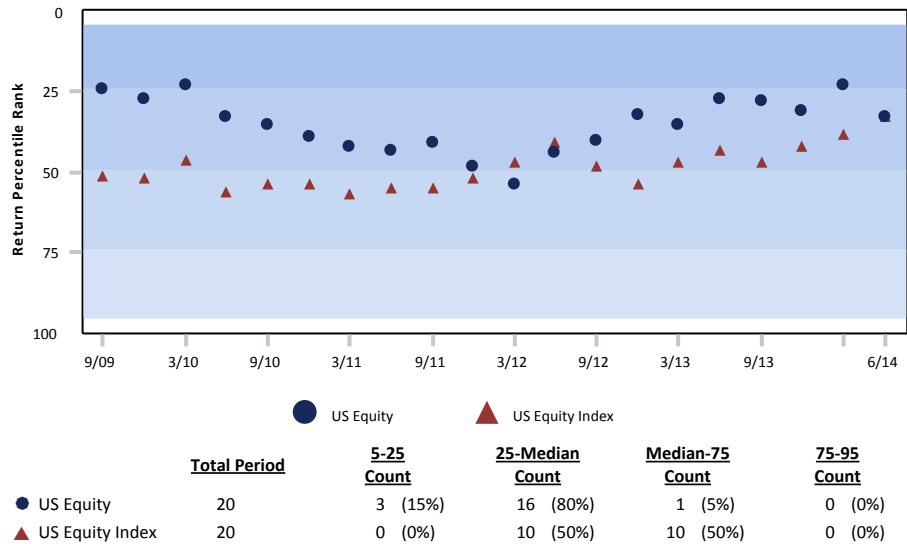 0
25
50
75
100
Return Percentile Rank
9/09 3/10 9/10 3/11 9/11 3/12 9/12 3/13 9/13 6/14
US Equity US Equity Index
5-25 25-Median Median-75 75-95
Total Period Count Count Count Count
US Equity 20 3 (15%) 16 (80%) 1 (5%) 0 (0%)
US Equity Index 20 0 (0%) 10 (50%) 10 (50%) 0 (0%)